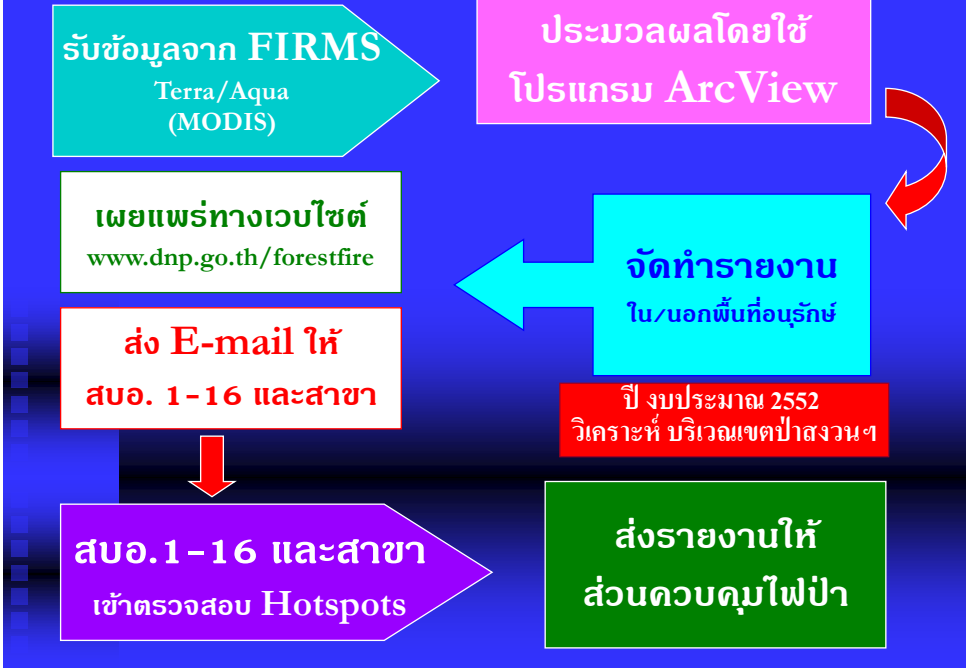 รับข้อมูลจาก FIRMS
Terra/Aqua
(MODIS)
ประมวลผลโดยใช้
โปรแกรม ArcView
จัดทำรายงาน
ใน/นอกพื้นที่อนุรักษ์
ปี งบประมาณ 2552
วิเคราะห์ บริเวณเขตป่าสงวนฯ
เผยแพร่ทางเวบไซต์
www.dnp.go.th/forestfire
ส่ง E-mail ให้
สบอ. 1-16 และสาขา
สบอ.1-16 และสาขา
เข้าตรวจสอบ Hotspots
ส่งรายงานให้
ส่วนควบคุมไฟป่า